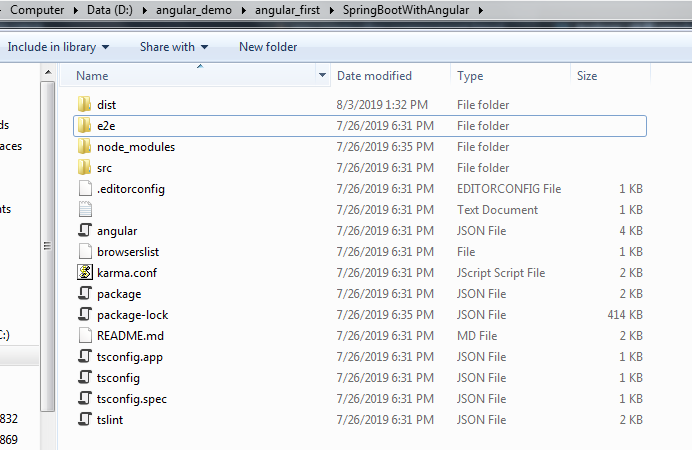 Computer ▸ Data (D:) ▸ angular_demo ▸ angular_first ▸ SpringBootWithAngular ▸
Include in library ▼ Share with ▼ New folder
Name Date modified Type Size
dist 8/3/2019 1:32 PM File folder
ds e2e 7/26/2019 6:31 PM File folder
aces node_modules 7/26/2019 6:35 PM File folder
src 7/26/2019 6:31 PM File folder
.editorconfig 7/26/2019 6:31 PM EDITORCONFIG File 1 KB
nts 7/26/2019 6:31 PM Text Document 1 KB
angular 7/26/2019 6:31 PM JSON File 4 KB
browserslist 7/26/2019 6:31 PM File 1 KB
karma.conf 7/26/2019 6:31 PM JScript Script File 2 KB
package 7/26/2019 6:31 PM JSON File 2 KB
package-lock 7/26/2019 6:35 PM JSON File 414 KB
C:) README.md 7/26/2019 6:31 PM MD File 2 KB
tsconfig.app 7/26/2019 6:31 PM JSON File 1 KB
tsconfig 7/26/2019 6:31 PM JSON File 1 KB
tsconfig.spec 7/26/2019 6:31 PM JSON File 1 KB
832 tslint 7/26/2019 6:31 PM JSON File 2 KB
869